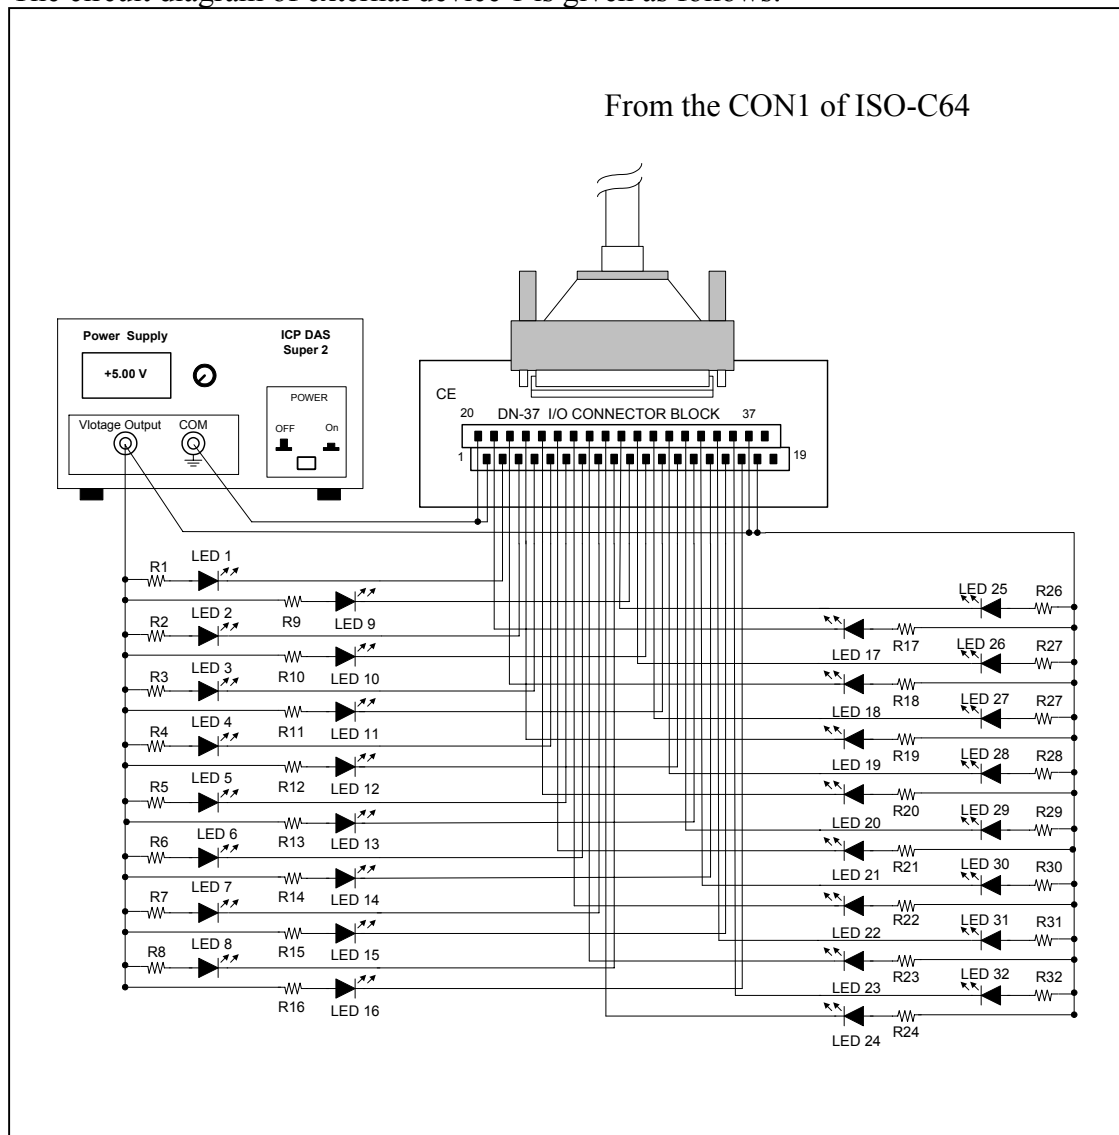 The circuit diagram of external device 1 is given as follows:
From the CON1 of ISO-C64
Power Supply
ICP DAS
Super 2
+5.00 V
POWER
OFF
On
Vlotage Output
COM
CE
20
DN-37 I/O CONNECTOR BLOCK
37
1
19
R1
LED 1
R9
LED 9
R2
LED 2
R10
LED 10
R3
LED 3
R11
LED 11
R4
LED 4
R12
LED 12
R5
LED 5
R13
LED 13
R6
LED 6
R14
LED 14
R7
LED 7
R15
LED 15
R8
LED 8
R16
LED 16
LED 25
R26
LED 17
R17
LED 26
R27
LED 18
R18
LED 27
R27
LED 19
R19
LED 28
R28
LED 20
R20
LED 29
R29
LED 21
R21
LED 30
R30
LED 22
R22
LED 31
R31
LED 23
R23
LED 32
R32
LED 24
R24